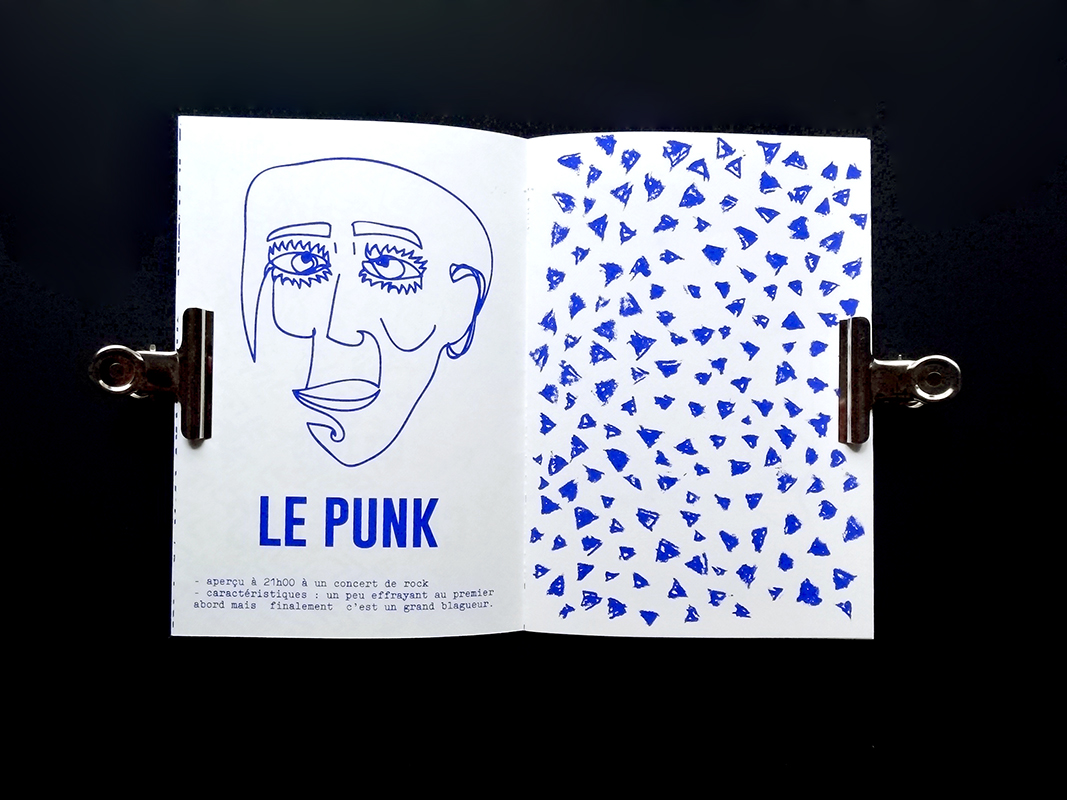 LE PUNK
- aperçu à 21h00 à un concert de rock
- caractéristiques : un peu effrayant au premier
abord mais finalement c'est un grand blagueur.